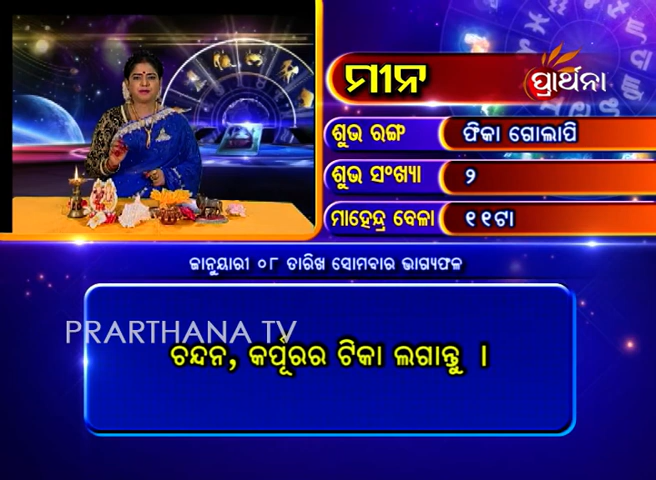 ମୀନ
ପ୍ରାର୍ଥନା
ଶୁଭ ରଙ୍ଗ ଫିକା ଗୋଲାପି
ଶୁଭ ସଂଖ୍ୟା ୨
ମାହେନ୍ଦ୍ର ବେଳା ୧୧ଟା
ଜାନୁୟାରୀ ୦୮ ତାରିଖ ସୋମବାର ଭାଗ୍ୟଫଳ
PRARTHANA TV
ଚନ୍ଦନ, କର୍ପୂରର ଟିକା ଲଗାନ୍ତୁ ।